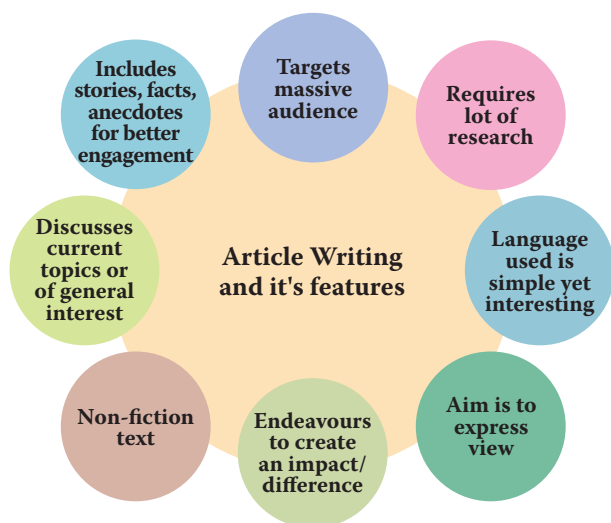 Article Writing
and it's features
Targets
massive
audience
Requires
lot of
research
Language
used is
simple yet
interesting
Aim is to
express
view
Endeavours
to create
an impact/
difference
Non-fiction
text
Discusses
current
topics or
of general
interest
Includes
stories, facts,
anecdotes
for better
engagement